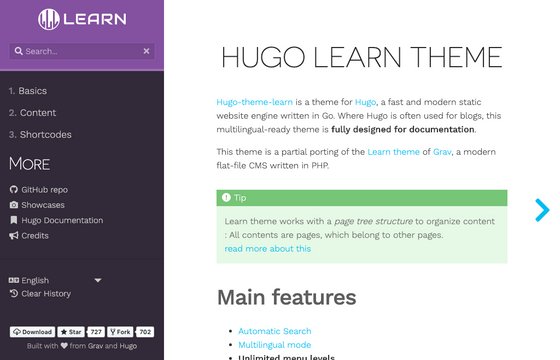 LEARN
Search...
1. Basics
2. Content
3. Shortcodes
MORE
GitHub repo
Showcases
Hugo Documentation
Credits
English
Clear History
Download Star 727 Fork 702
Built with from Grav and Hugo
HUGO LEARN THEME
Hugo-theme-learn is a theme for Hugo, a fast and modern static
website engine written in Go. Where Hugo is often used for blogs, this
multilingual-ready theme is fully designed for documentation.
This theme is a partial porting of the Learn theme of Grav, a modern
flat-file CMS written in PHP.
Tip
Learn theme works with a page tree structure to organize content
: All contents are pages, which belong to other pages.
read more about this
Main features
Automatic Search
Multilingual mode
Unlimited menu levels